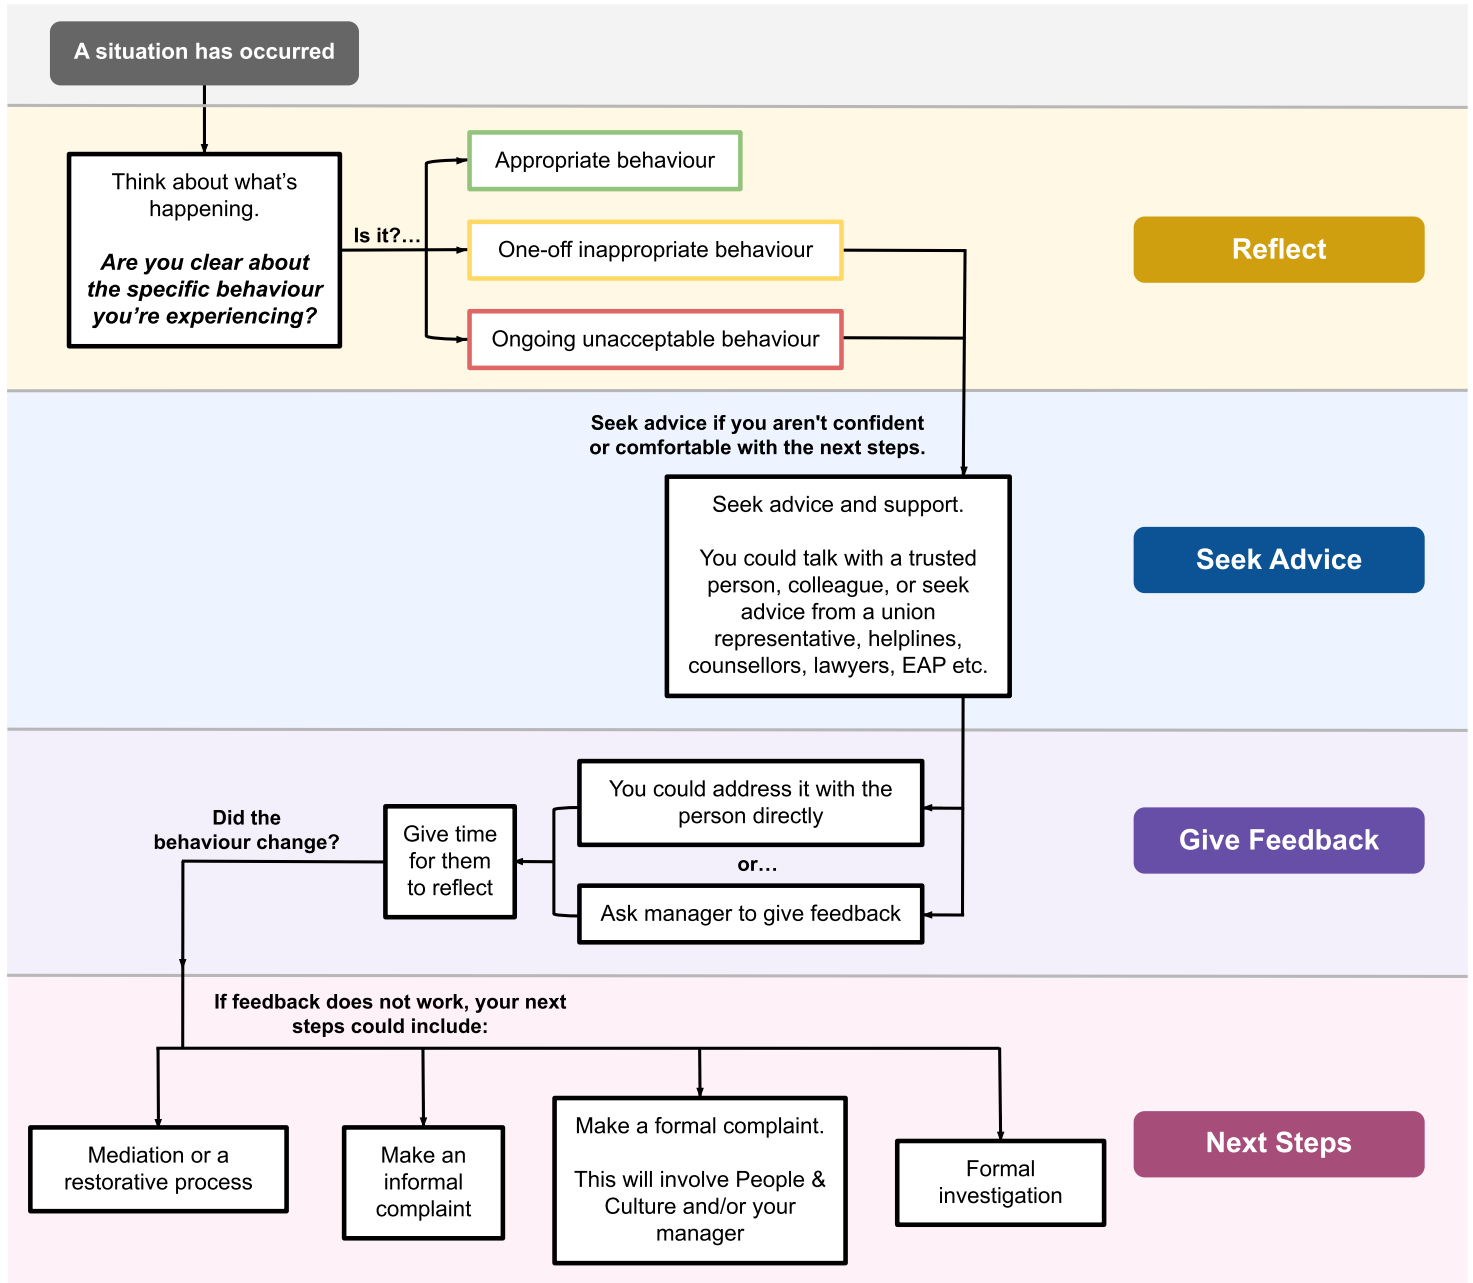 A situation has occurred
Think about what's
happening.
Are you clear about
the specific behaviour
you're experiencing?
Is it?...
Appropriate behaviour
One-off inappropriate behaviour
Ongoing unacceptable behaviour
Reflect
Seek advice if you aren't confident
or comfortable with the next steps.
Seek advice and support.
You could talk with a trusted
person, colleague, or seek
advice from a union
representative, helplines,
counsellors, lawyers, EAP etc.
Seek Advice
You could address it with the
person directly
or...
Ask manager to give feedback
Give time
for them
to reflect
Did the
behaviour change?
Give Feedback
If feedback does not work, your next
steps could include:
Mediation or a
restorative process
Make an
informal
complaint
Make a formal complaint.
This will involve People &
Culture and/or your
manager
Formal
investigation
Next Steps